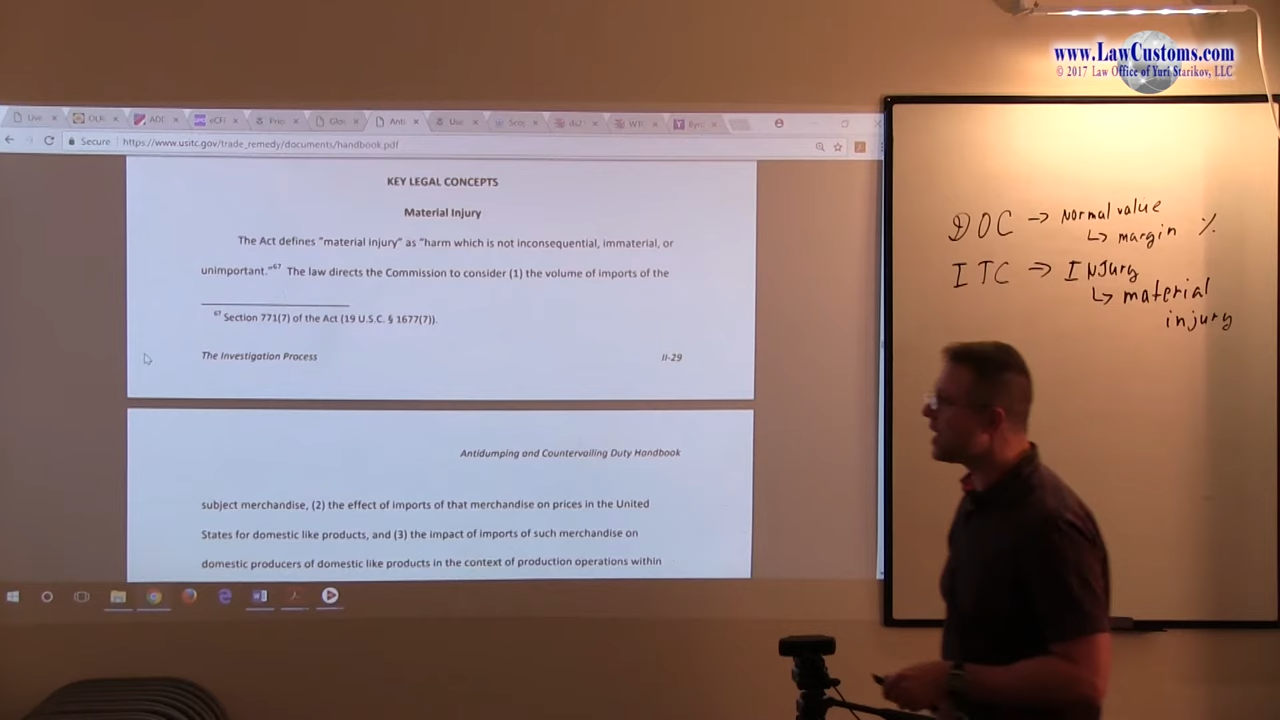 www.LawCustoms.com
© 2017 Law Office of Yuri Starikov, LLC
Secure
https://www.usitc.gov/trade_remedy/documents/handbook.pdf
KEY LEGAL CONCEPTS
Material Injury
The Act defines "material injury" as "harm which is not inconsequential, immaterial, or
unimportant."67 The law directs the Commission to consider (1) the volume of imports of the
67 Section 771(7) of the Act (19 U.S.C. § 1677(7)).
The Investigation Process II-29
Antidumping and Countervailing Duty Handbook
subject merchandise, (2) the effect of imports of that merchandise on prices in the United
States for domestic like products, and (3) the impact of imports of such merchandise on
domestic producers of domestic like products in the context of production operations within
DOC → Normal value
↳ margin %
ITC → INjury
↳ material
injury